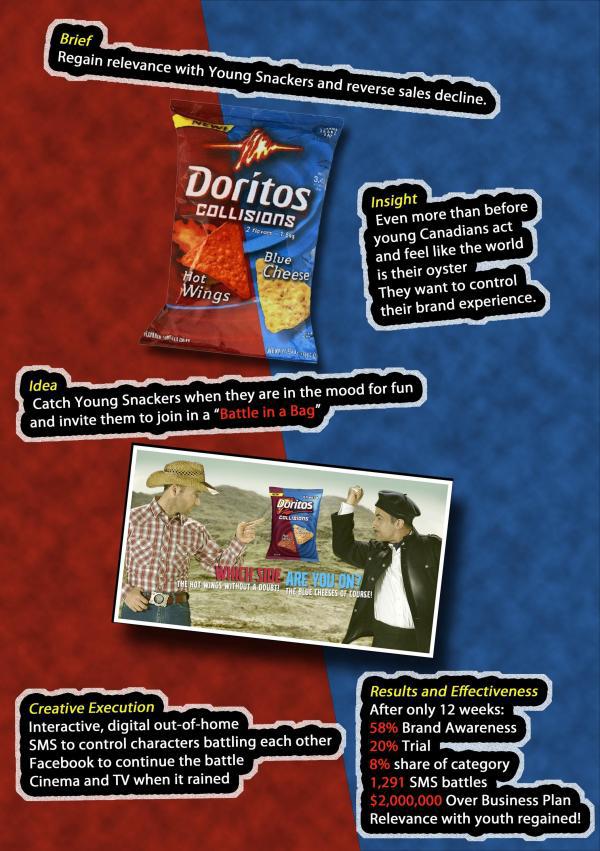 Brief
Regain relevance with Young Snackers and reverse sales decline.
NEW!
Doritos
COLLISIONS
2 flavors - 1 bag
Hot
Wings
Blue
Cheese
Insight
Even more than before
young Canadians act
and feel like the world
is their oyster
They want to control
their brand experience.
Idea
Catch Young Snackers when they are in the mood for fun
and invite them to join in a “Battle in a Bag”
Doritos
COLLISIONS
WHICH SIDE ARE YOU ON?
THE HOT WINGS WITHOUT A DOUBT! THE BLUE CHEESES OF COURSE!
Creative Execution
Interactive, digital out-of-home
SMS to control characters battling each other
Facebook to continue the battle
Cinema and TV when it rained
Results and Effectiveness
After only 12 weeks:
58% Brand Awareness
20% Trial
8% share of category
1,291 SMS battles
$2,000,000 Over Business Plan
Relevance with youth regained!